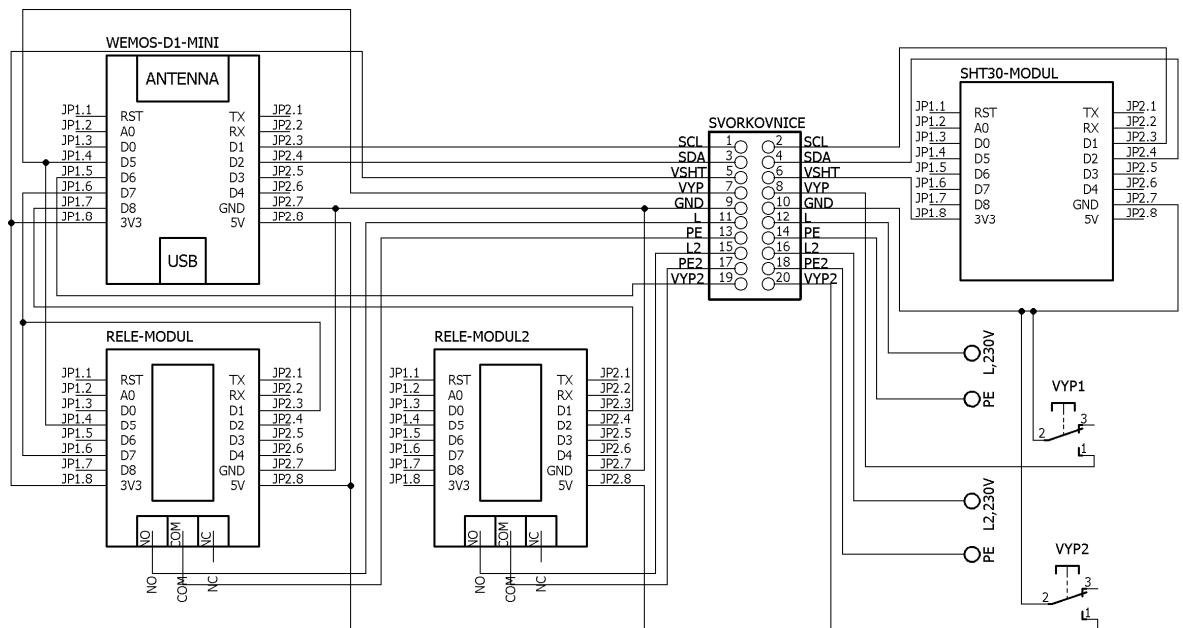 WEMOS-D1-MINI
ANTENNA
JP1.1 RST TX JP2.1
JP1.2 A0 RX JP2.2
JP1.3 D0 D1 JP2.3
JP1.4 D5 D2 JP2.4
JP1.5 D6 D3 JP2.5
JP1.6 D7 D4 JP2.6
JP1.7 D8 GND JP2.7
JP1.8 3V3 5V JP2.8
USB
SVORKOVNICE
SCL 1 2 SCL
SDA 3 4 SDA
VSHT 5 6 VSHT
VYP 7 8 VYP
GND 9 10 GND
L 11 12 L
PE 13 14 PE
L2 15 16 L2
PE2 17 18 PE2
VYP2 19 20 VYP2
SHT30-MODUL
JP1.1 RST TX JP2.1
JP1.2 A0 RX JP2.2
JP1.3 D0 D1 JP2.3
JP1.4 D5 D2 JP2.4
JP1.5 D6 D3 JP2.5
JP1.6 D7 D4 JP2.6
JP1.7 D8 GND JP2.7
JP1.8 3V3 5V JP2.8
RELE-MODUL
JP1.1 RST TX JP2.1
JP1.2 A0 RX JP2.2
JP1.3 D0 D1 JP2.3
JP1.4 D5 D2 JP2.4
JP1.5 D6 D3 JP2.5
JP1.6 D7 D4 JP2.6
JP1.7 D8 GND JP2.7
JP1.8 3V3 5V JP2.8
NO COM NC
NO COM NC
RELE-MODUL2
JP1.1 RST TX JP2.1
JP1.2 A0 RX JP2.2
JP1.3 D0 D1 JP2.3
JP1.4 D5 D2 JP2.4
JP1.5 D6 D3 JP2.5
JP1.6 D7 D4 JP2.6
JP1.7 D8 GND JP2.7
JP1.8 3V3 5V JP2.8
NO COM NC
NO COM NC
L,230V
PE
L2,230V
PE
VYP1
3
2
1
VYP2
3
2
1